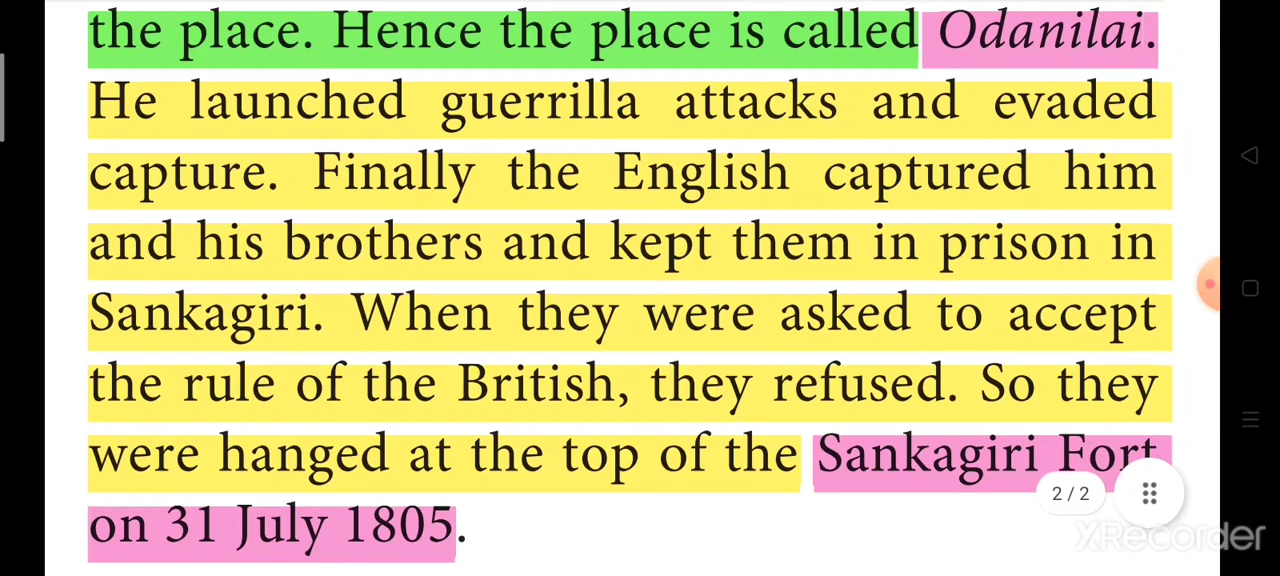 the place. Hence the place is called Odanilai.
He launched guerrilla attacks and evaded
capture. Finally the English captured him
and his brothers and kept them in prison in
Sankagiri. When they were asked to accept
the rule of the British, they refused. So they
were hanged at the top of the Sankagiri Fort
2 / 2
on 31 July 1805.
XRecorder